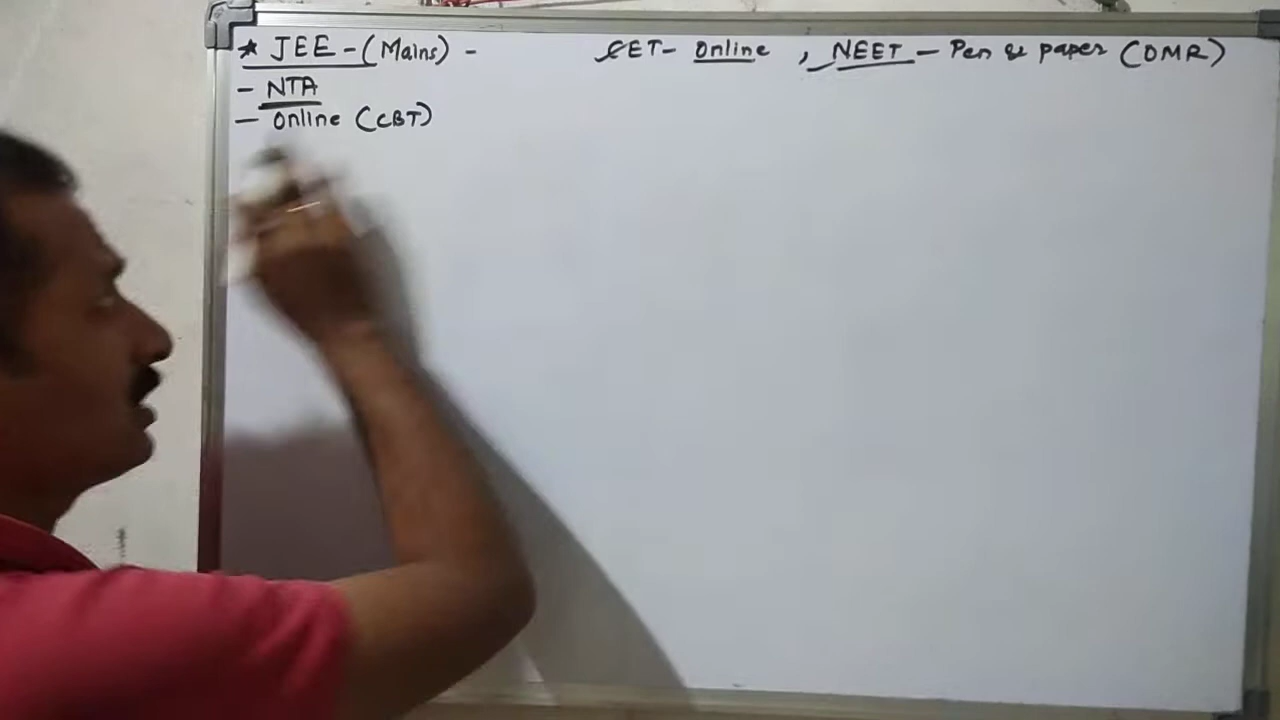 * JEE - (Mains) - CET - Online , NEET - Pen & paper (OMR)
- NTA
- Online (CBT)